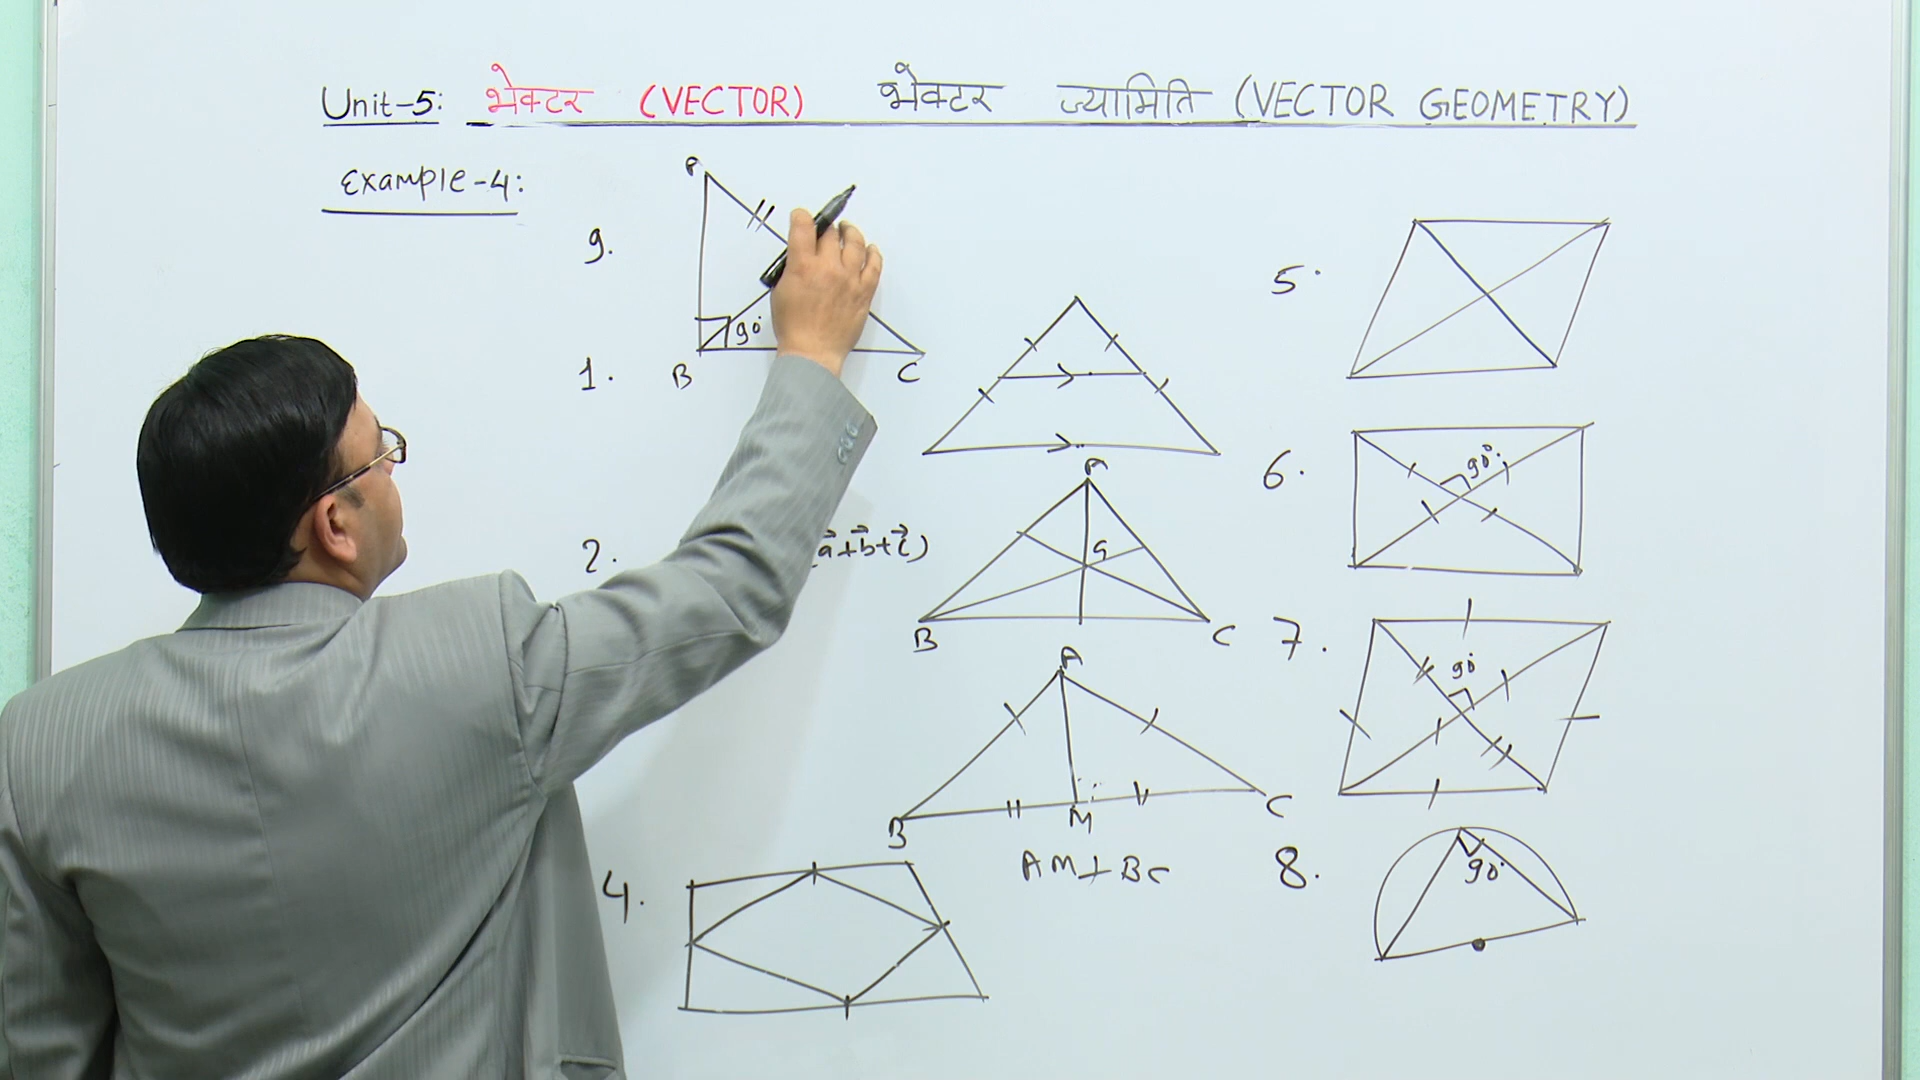 Unit-5: भेक्टर (VECTOR) भेक्टर ज्यामिति (VECTOR GEOMETRY)
Example-4:
9.
90°
B C
1.
2.
(a⃗+b⃗+c⃗)
A
G
B C
A
B M C
AM⊥BC
4.
5.
6.
90°
7.
90°
8.
90°